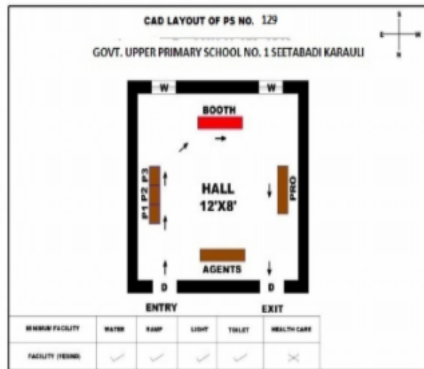 CAD LAYOUT OF PS NO. 129
GOVT. UPPER PRIMARY SCHOOL NO. 1 SEETABADI KARAULI
S
E W
N
W W
BOOTH
P1 P2 P3
HALL
12'X8'
PRO
AGENTS
D D
ENTRY EXIT
MINIMUM FACILITY WATER RAMP LIGHT TOILET HEALTH CARE
FACILITY (YES/NO)